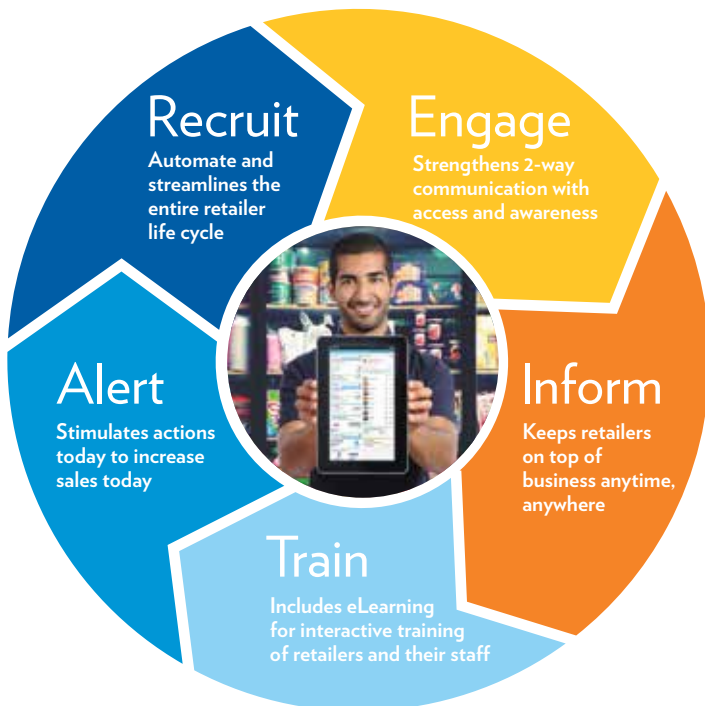 Recruit
Automate and
streamlines the
entire retailer
life cycle
Engage
Strengthens 2-way
communication with
access and awareness
Inform
Keeps retailers
on top of
business anytime,
anywhere
Train
Includes eLearning
for interactive training
of retailers and their staff
Alert
Stimulates actions
today to increase
sales today